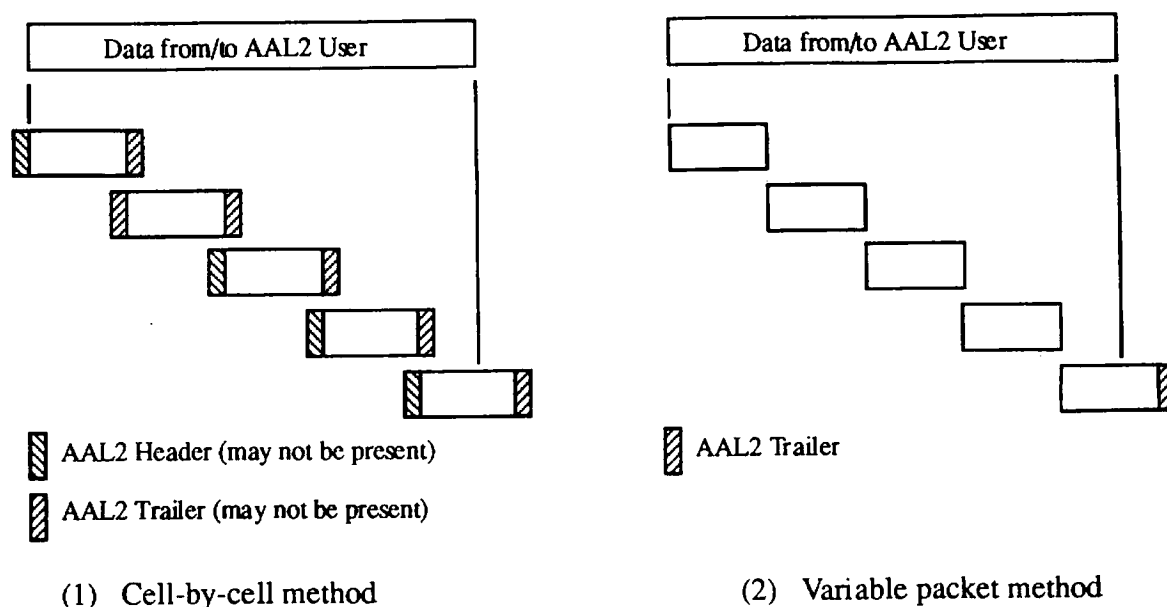 Data from/to AAL2 User
Data from/to AAL2 User
AAL2 Header (may not be present)
AAL2 Trailer (may not be present)
AAL2 Trailer
(1) Cell-by-cell method
(2) Variable packet method